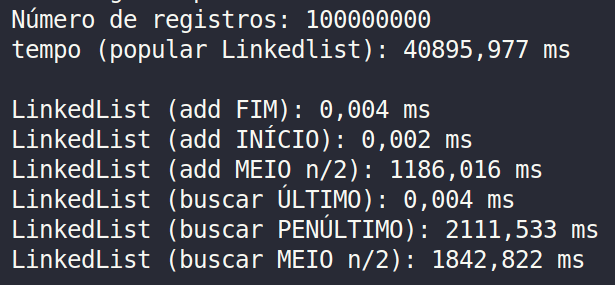 Número de registros: 100000000
tempo (popular Linkedlist): 40895,977 ms
LinkedList (add FIM): 0,004 ms
LinkedList (add INÍCIO): 0,002 ms
LinkedList (add MEIO n/2): 1186,016 ms
LinkedList (buscar ÚLTIMO): 0,004 ms
LinkedList (buscar PENÚLTIMO): 2111,533 ms
LinkedList (buscar MEIO n/2): 1842,822 ms